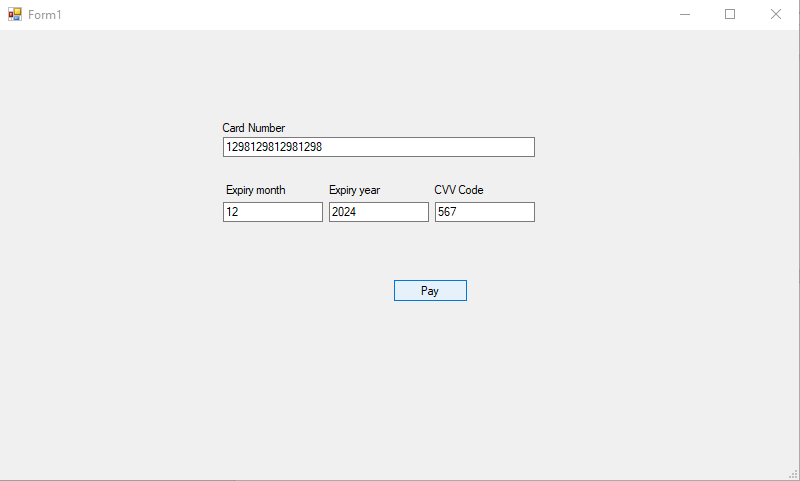 Form1
Card Number
1298129812981298
Expiry month Expiry year CVV Code
12 2024 567
Pay